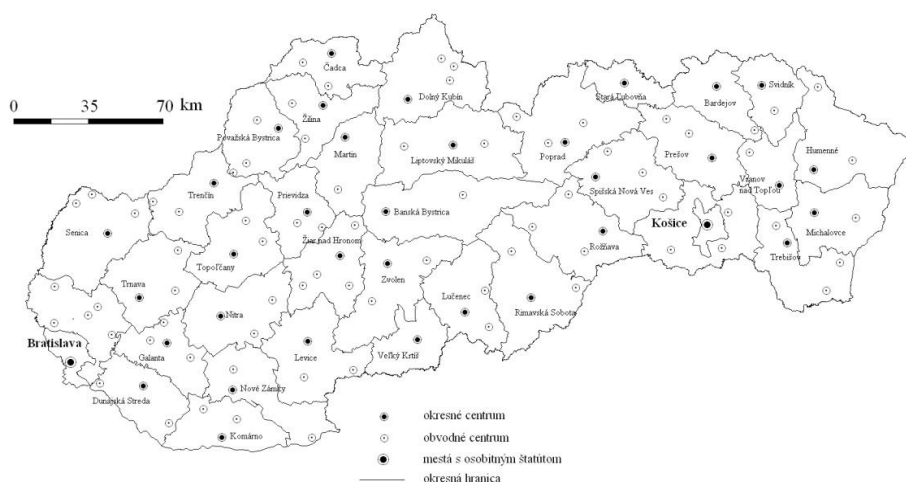 0 35 70 km
Čadca
Dolný Kubín
Stará Ľubovňa
Bardejov
Svidník
Žilina
Považská Bystrica
Martin
Liptovský Mikuláš
Poprad
Prešov
Humenné
Vranov
nad Topľou
Trenčín
Prievidza
Spišská Nová Ves
Banská Bystrica
Senica
Košice
Michalovce
Rožňava
Žiar nad Hronom
Topoľčany
Trebišov
Zvolen
Trnava
Lučenec
Nitra
Rimavská Sobota
Bratislava
Galanta
Levice
Veľký Krtíš
Nové Zámky
Dunajská Streda
Komárno
okresné centrum
obvodné centrum
mestá s osobitným štatútom
okresná hranica